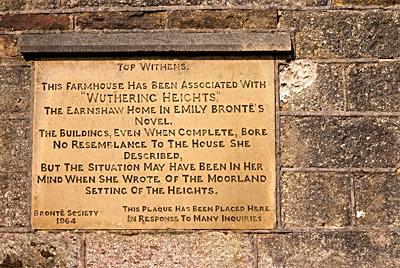 TOP WITHENS.
THIS FARMHOUSE HAS BEEN ASSOCIATED WITH
"WUTHERING HEIGHTS,"
THE EARNSHAW HOME IN EMILY BRONTË'S
NOVEL.
THE BUILDINGS, EVEN WHEN COMPLETE, BORE
NO RESEMBLANCE TO THE HOUSE SHE
DESCRIBED,
BUT THE SITUATION MAY HAVE BEEN IN HER
MIND WHEN SHE WROTE OF THE MOORLAND
SETTING OF THE HEIGHTS.
BRONTË SOCIETY
1964
THIS PLAQUE HAS BEEN PLACED HERE
IN RESPONSE TO MANY INQUIRIES.